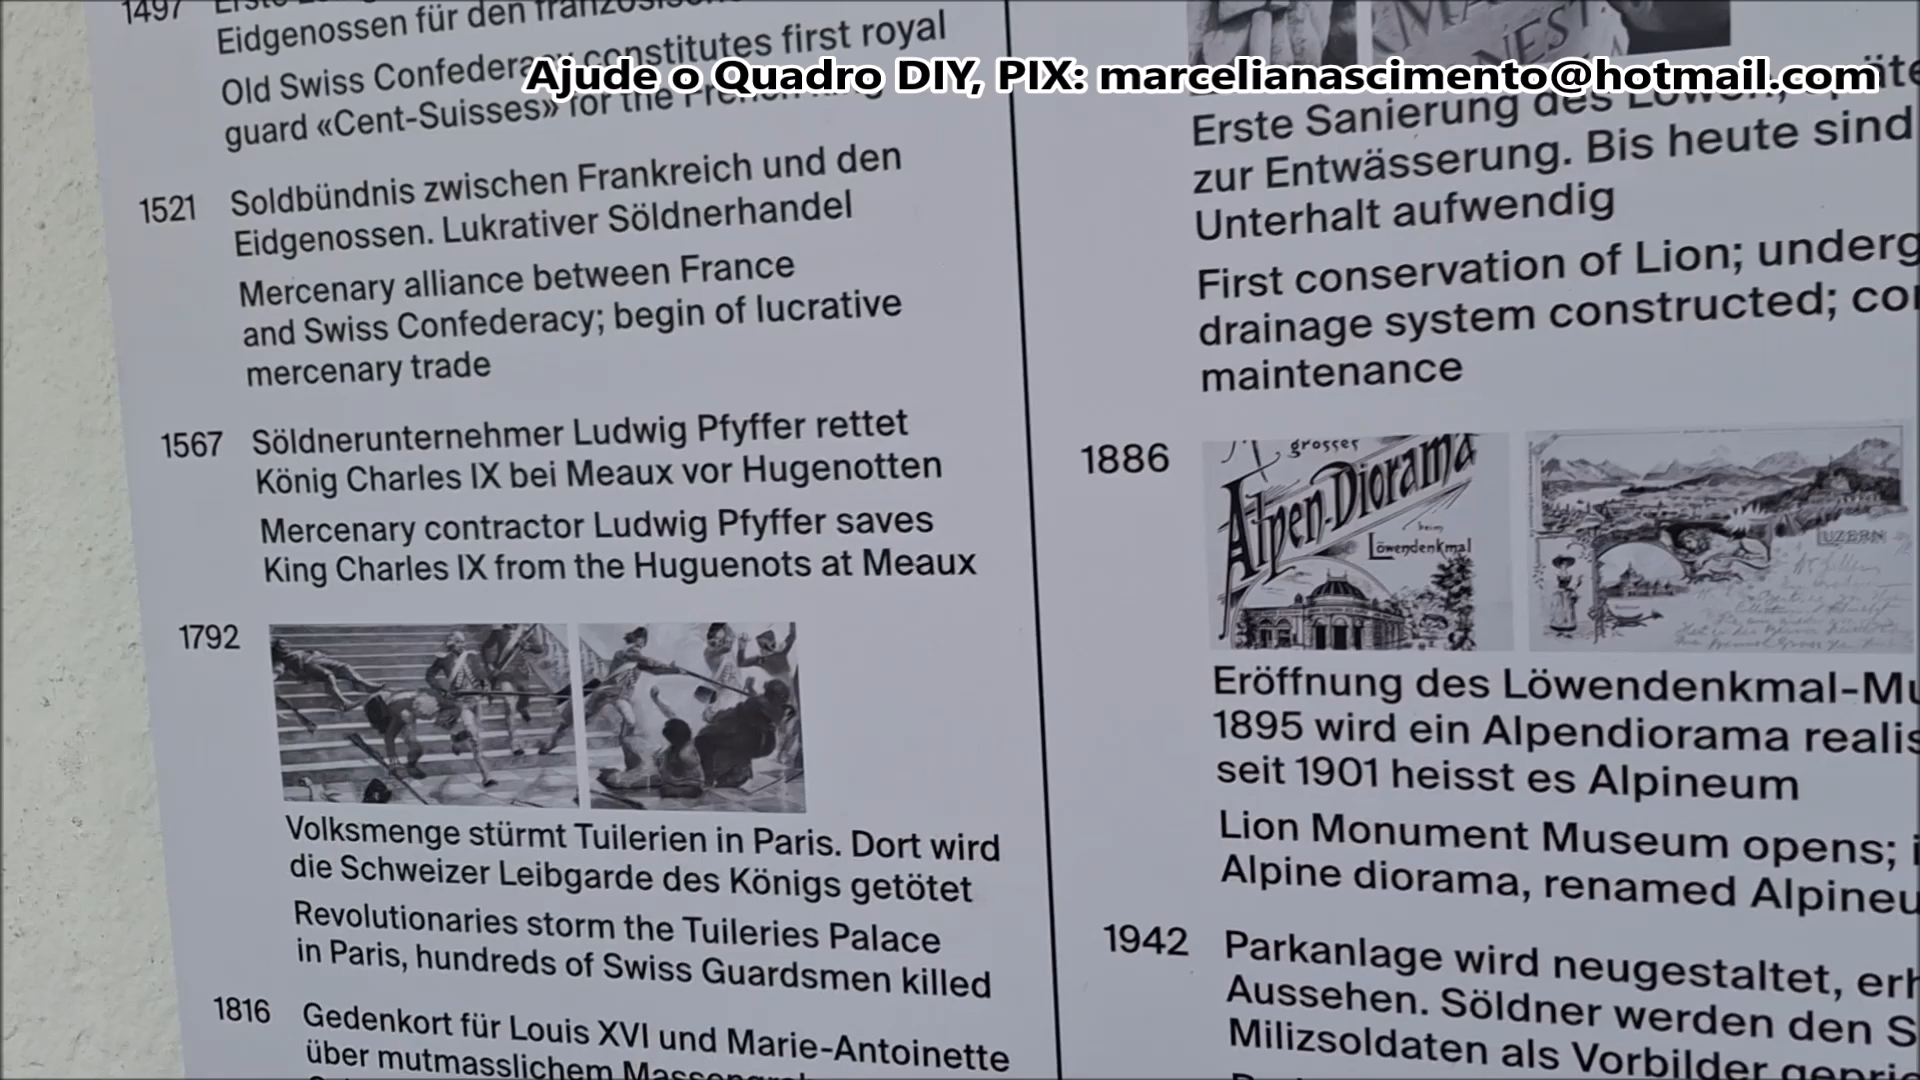 Ajude o Quadro DIY, PIX: marcelianascimento@hotmail.com
1497
Eidgenossen für den
Old Swiss Confederacy constitutes first royal
guard «Cent-Suisses» for the French
1521 Soldbündnis zwischen Frankreich und den
Eidgenossen. Lukrativer Söldnerhandel
Mercenary alliance between France
and Swiss Confederacy; begin of lucrative
mercenary trade
1567 Söldnerunternehmer Ludwig Pfyffer rettet
König Charles IX bei Meaux vor Hugenotten
Mercenary contractor Ludwig Pfyffer saves
King Charles IX from the Huguenots at Meaux
1792
Volksmenge stürmt Tuilerien in Paris. Dort wird
die Schweizer Leibgarde des Königs getötet
Revolutionaries storm the Tuileries Palace
in Paris, hundreds of Swiss Guardsmen killed
1816 Gedenkort für Louis XVI und Marie-Antoinette
über mutmasslichem
Erste Sanierung des
zur Entwässerung. Bis heute sind
Unterhalt aufwendig
First conservation of Lion; underg
drainage system constructed; co
maintenance
1886
grosses
Alpen-Diorama
beim
Löwendenkmal
LUZERN
Eröffnung des Löwendenkmal-Mu
1895 wird ein Alpendiorama realis
seit 1901 heisst es Alpineum
Lion Monument Museum opens; i
Alpine diorama, renamed Alpineu
1942 Parkanlage wird neugestaltet, erh
Aussehen. Söldner werden den S
Milizsoldaten als Vorbilder